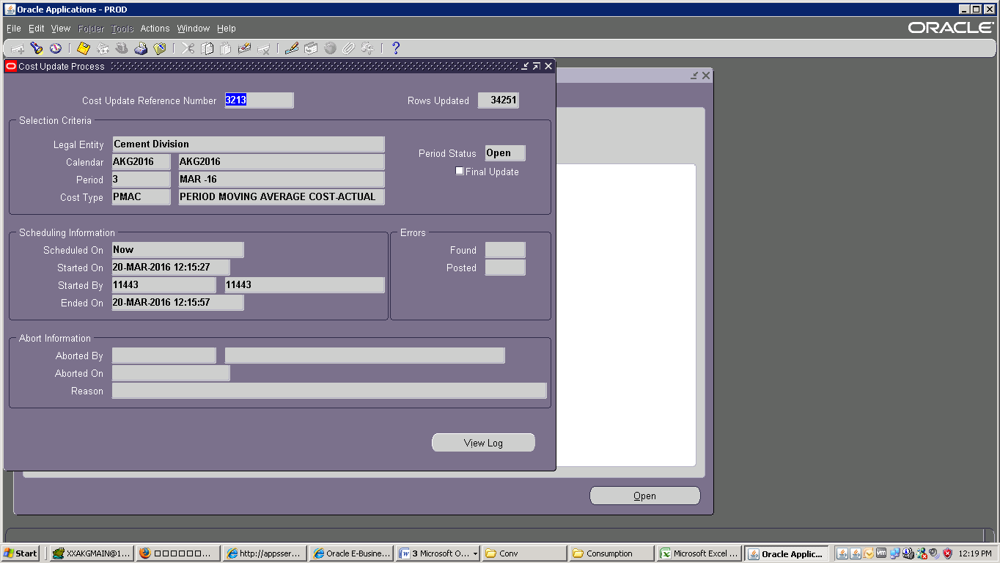 Oracle Applications - PROD
File Edit View Folder Tools Actions Window Help
ORACLE
Cost Update Process
Cost Update Reference Number 3213 Rows Updated 34251
Selection Criteria
Legal Entity Cement Division
Period Status Open
Calendar AKG2016 AKG2016
Final Update
Period 3 MAR -16
Cost Type PMAC PERIOD MOVING AVERAGE COST-ACTUAL
Scheduling Information
Errors
Scheduled On Now
Found
Started On 20-MAR-2016 12:15:27
Posted
Started By 11443 11443
Ended On 20-MAR-2016 12:15:57
Abort Information
Aborted By
Aborted On
Reason
View Log
Open
Start XXAKGMAIN@1... □□□□□□... http://appsser... Oracle E-Busine... 3 Microsoft O... Conv Consumption Microsoft Excel ... Oracle Applic... 12:19 PM